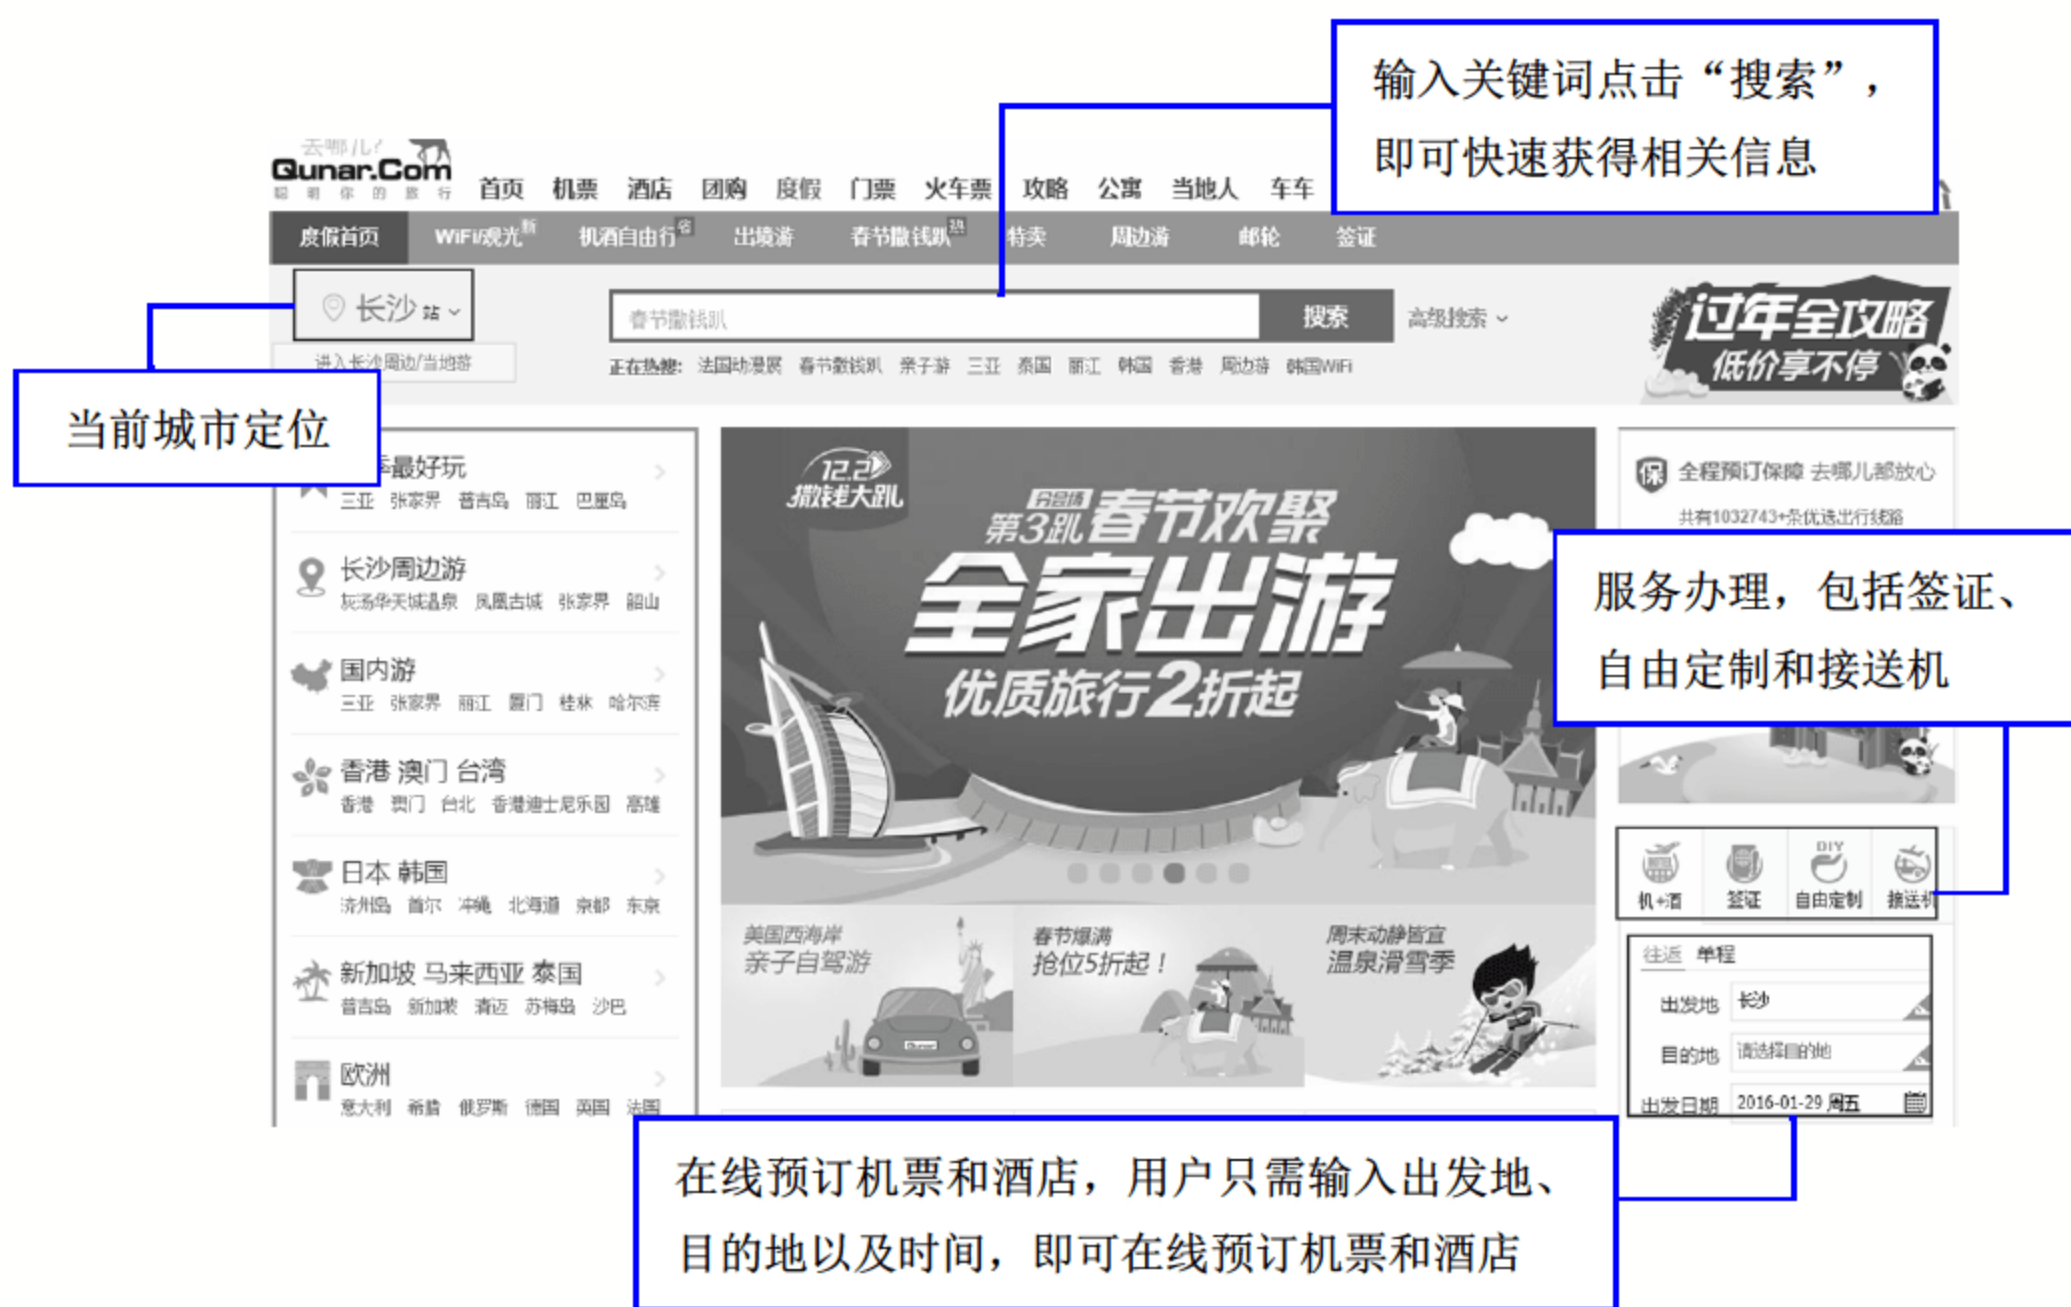 输入关键词点击“搜索”，
即可快速获得相关信息
去哪儿?
Qunar.Com
聪明你的旅行
首页 机票 酒店 团购 度假 门票 火车票 攻略 公寓 当地人 车车
度假首页 WiFi/观光新 机酒自由行省 出境游 春节撒钱趴热 特卖 周边游 邮轮 签证
长沙站
春节撒钱趴 搜索 高级搜索
进入长沙周边/当地游
正在热搜: 法国动漫展 春节撒钱趴 亲子游 三亚 泰国 丽江 韩国 香港 周边游 韩国WiFi
过年全攻略
低价享不停
当前城市定位
季最好玩
三亚 张家界 普吉岛 丽江 巴厘岛
长沙周边游
灰汤华天城温泉 凤凰古城 张家界 韶山
国内游
三亚 张家界 丽江 厦门 桂林 哈尔滨
香港 澳门 台湾
香港 澳门 台北 香港迪士尼乐园 高雄
日本 韩国
济州岛 首尔 冲绳 北海道 京都 东京
新加坡 马来西亚 泰国
普吉岛 新加坡 清迈 苏梅岛 沙巴
欧洲
意大利 希腊 俄罗斯 德国 英国 法国
12.2
撒钱大趴
分会场
第3趴 春节欢聚
全家出游
优质旅行2折起
美国西海岸
亲子自驾游
Qunar
春节爆满
抢位5折起！
周末动静皆宜
温泉滑雪季
保 全程预订保障 去哪儿都放心
共有1032743+条优选出行线路
服务办理，包括签证、
自由定制和接送机
HOTEL
DIY
机+酒 签证 自由定制 接送机
往返 单程
出发地 长沙
目的地 请选择目的地
出发日期 2016-01-29 周五
在线预订机票和酒店，用户只需输入出发地、
目的地以及时间，即可在线预订机票和酒店